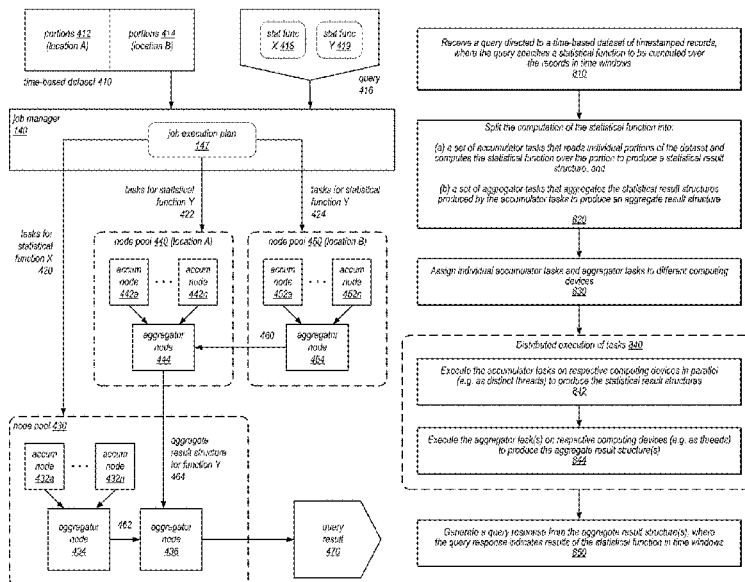 portions 412
(location A)
portions 414
(location B)
time-based dataset 410
stat func
X 418
stat func
Y 419
query
416
job manager
140
job execution plan
147
tasks for statistical
function Y
422
tasks for statistical
function Y
424
tasks for
statistical
function X
420
node pool 440 (location A)
accum
node
442a
. . .
accum
node
442n
aggregator
node
444
node pool 450 (location B)
accum
node
452a
. . .
accum
node
452n
aggregator
node
454
460
node pool 430
accum
node
432a
. . .
accum
node
432n
aggregator
node
434
462
aggregator
node
436
aggregate
result structure
for function Y
464
query
result
470
Receive a query directed to a time-based dataset of timestamped records,
where the query specifies a statistical function to be computed over
the records in time windows
810
Split the computation of the statistical function into:
(a) a set of accumulator tasks that reads individual portions of the dataset and
computes the statistical function over the portion to produce a statistical result
structure, and
(b) a set of aggregator tasks that aggregates the statistical result structures
produced by the accumulator tasks to produce an aggregate result structure
820
Assign individual accumulator tasks and aggregator tasks to different computing
devices
830
Distributed execution of tasks 840
Execute the accumulator tasks on respective computing devices in parallel
(e.g. as distinct threads) to produce the statistical result structures
842
Execute the aggregator task(s) on respective computing devices (e.g. as threads)
to produce the aggregate result structure(s)
844
Generate a query response from the aggregate result structure(s), where
the query response indicates results of the statistical function in time windows
850